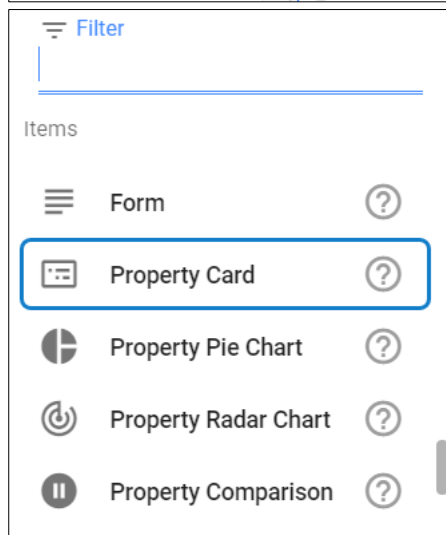 Filter
Items
Form
Property Card
Property Pie Chart
Property Radar Chart
Property Comparison